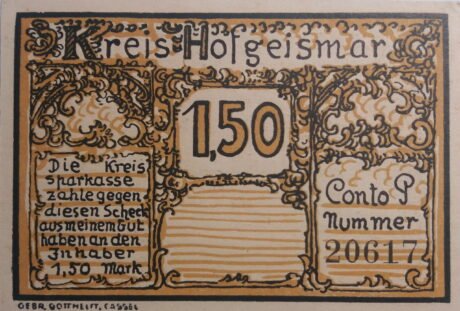 Kreis Hofgeismar
1,50
Die Kreis
sparkasse
zahle gegen
diesen Scheck
aus meinem Gut
haben an den
Inhaber
1,50 Mark
Conto P
Nummer
20617
GEBR. GOTTHELFT, CASSEL